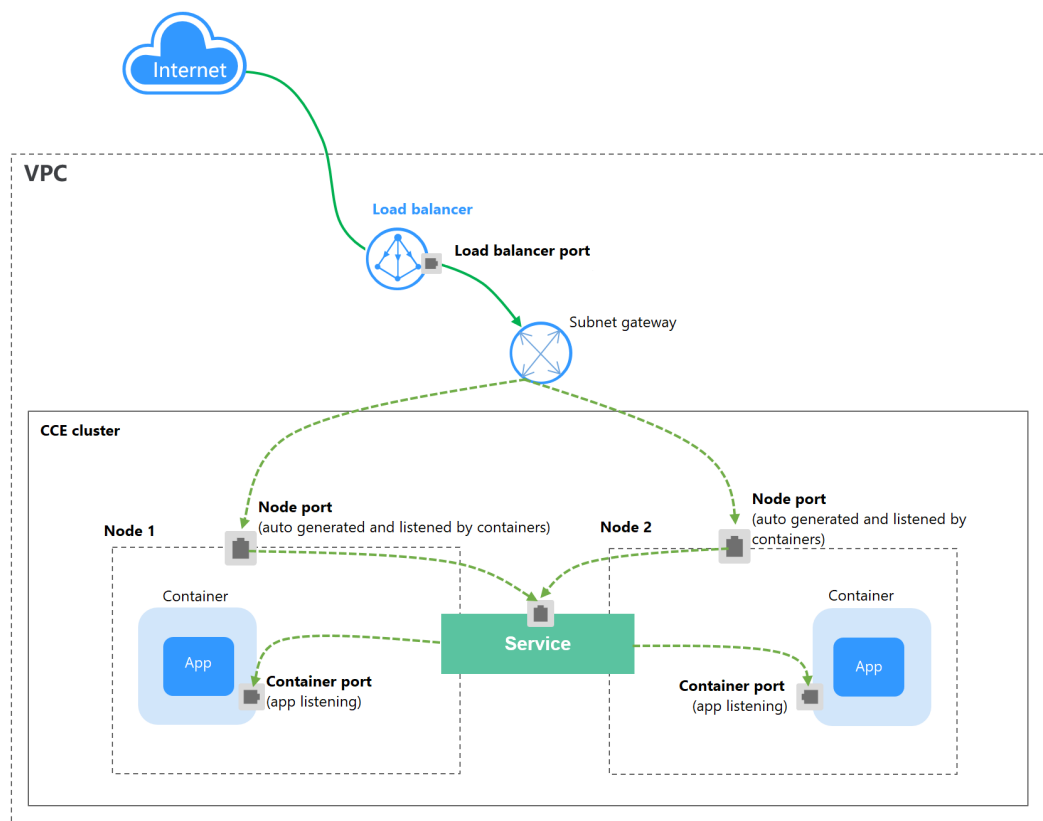 Internet
VPC
Load balancer
Load balancer port
Subnet gateway
CCE cluster
Node port
(auto generated and listened by containers)
Node 1
Node port
(auto generated and listened by
containers)
Node 2
Container
App
Container port
(app listening)
Service
Container
App
Container port
(app listening)